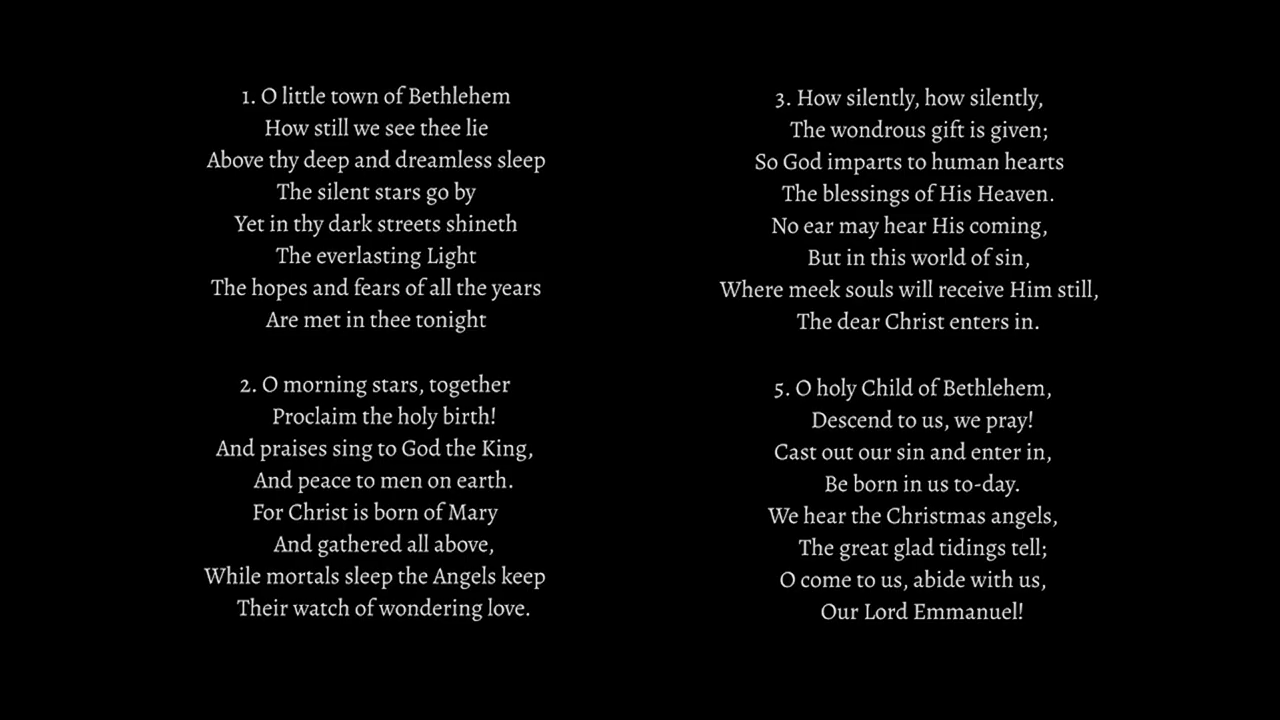 1. O little town of Bethlehem
How still we see thee lie
Above thy deep and dreamless sleep
The silent stars go by
Yet in thy dark streets shineth
The everlasting Light
The hopes and fears of all the years
Are met in thee tonight
2. O morning stars, together
Proclaim the holy birth!
And praises sing to God the King,
And peace to men on earth.
For Christ is born of Mary
And gathered all above,
While mortals sleep the Angels keep
Their watch of wondering love.
3. How silently, how silently,
The wondrous gift is given;
So God imparts to human hearts
The blessings of His Heaven.
No ear may hear His coming,
But in this world of sin,
Where meek souls will receive Him still,
The dear Christ enters in.
5. O holy Child of Bethlehem,
Descend to us, we pray!
Cast out our sin and enter in,
Be born in us to-day.
We hear the Christmas angels,
The great glad tidings tell;
O come to us, abide with us,
Our Lord Emmanuel!